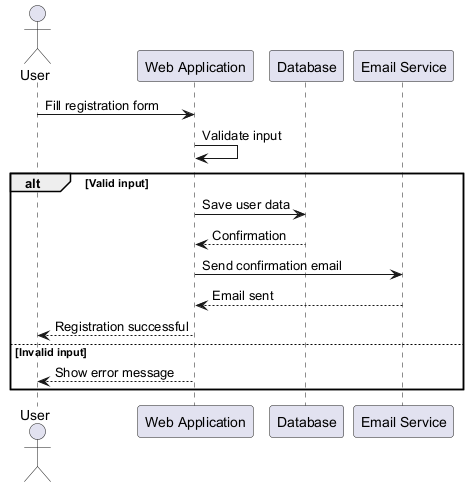 User
Web Application
Database
Email Service
Fill registration form
Validate input
alt
[Valid input]
Save user data
Confirmation
Send confirmation email
Email sent
Registration successful
[Invalid input]
Show error message
User
Web Application
Database
Email Service